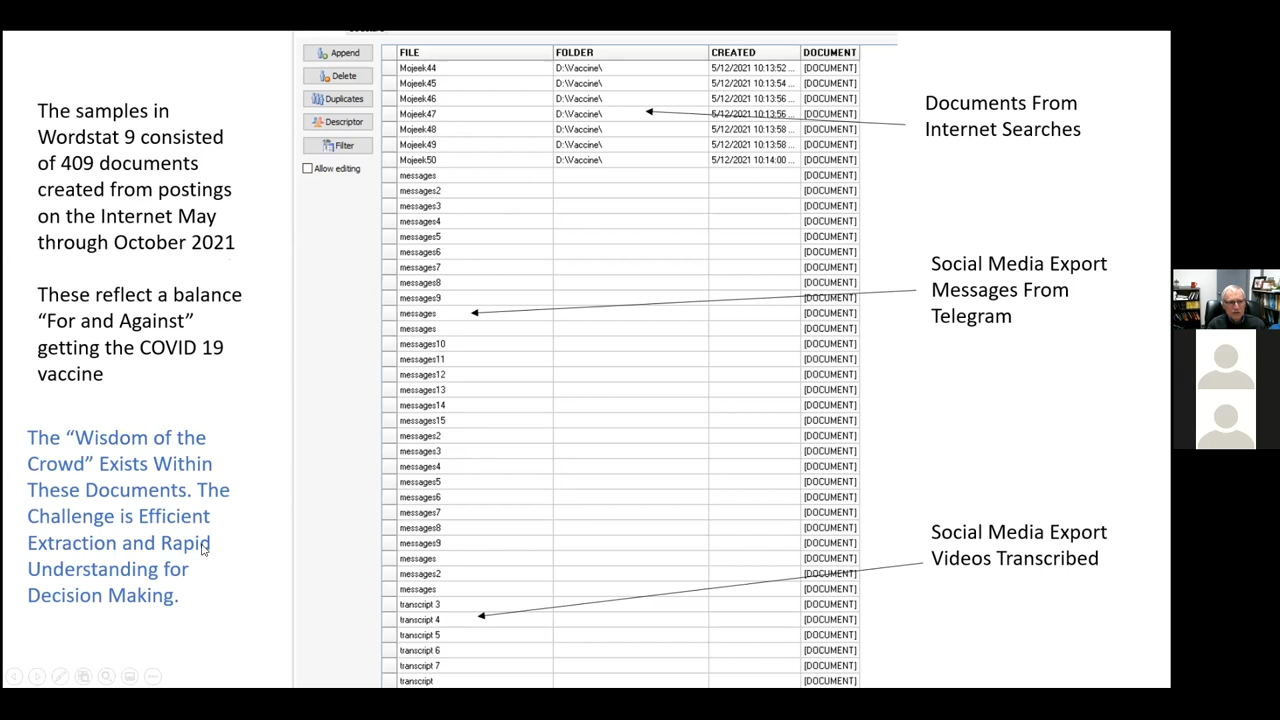 The samples in
Wordstat 9 consisted
of 409 documents
created from postings
on the Internet May
through October 2021
These reflect a balance
“For and Against”
getting the COVID 19
vaccine
The “Wisdom of the
Crowd” Exists Within
These Documents. The
Challenge is Efficient
Extraction and Rapid
Understanding for
Decision Making.
Append
Delete
Duplicates
Descriptor
Filter
Allow editing
FILE FOLDER CREATED DOCUMENT
Mojeek44 D:\Vaccine\ 5/12/2021 10:13:52 ... [DOCUMENT]
Mojeek45 D:\Vaccine\ 5/12/2021 10:13:54 ... [DOCUMENT]
Mojeek46 D:\Vaccine\ 5/12/2021 10:13:56 ... [DOCUMENT]
Mojeek47 D:\Vaccine\ 5/12/2021 10:13:56 ... [DOCUMENT]
Mojeek48 D:\Vaccine\ 5/12/2021 10:13:58 ... [DOCUMENT]
Mojeek49 D:\Vaccine\ 5/12/2021 10:13:58 ... [DOCUMENT]
Mojeek50 D:\Vaccine\ 5/12/2021 10:14:00 ... [DOCUMENT]
messages [DOCUMENT]
messages2 [DOCUMENT]
messages3 [DOCUMENT]
messages4 [DOCUMENT]
messages5 [DOCUMENT]
messages6 [DOCUMENT]
messages7 [DOCUMENT]
messages8 [DOCUMENT]
messages9 [DOCUMENT]
messages [DOCUMENT]
messages [DOCUMENT]
messages10 [DOCUMENT]
messages11 [DOCUMENT]
messages12 [DOCUMENT]
messages13 [DOCUMENT]
messages14 [DOCUMENT]
messages15 [DOCUMENT]
messages2 [DOCUMENT]
messages3 [DOCUMENT]
messages4 [DOCUMENT]
messages5 [DOCUMENT]
messages6 [DOCUMENT]
messages7 [DOCUMENT]
messages8 [DOCUMENT]
messages9 [DOCUMENT]
messages [DOCUMENT]
messages2 [DOCUMENT]
messages [DOCUMENT]
transcript 3 [DOCUMENT]
transcript 4 [DOCUMENT]
transcript 5 [DOCUMENT]
transcript 6 [DOCUMENT]
transcript 7 [DOCUMENT]
transcript [DOCUMENT]
Documents From
Internet Searches
Social Media Export
Messages From
Telegram
Social Media Export
Videos Transcribed